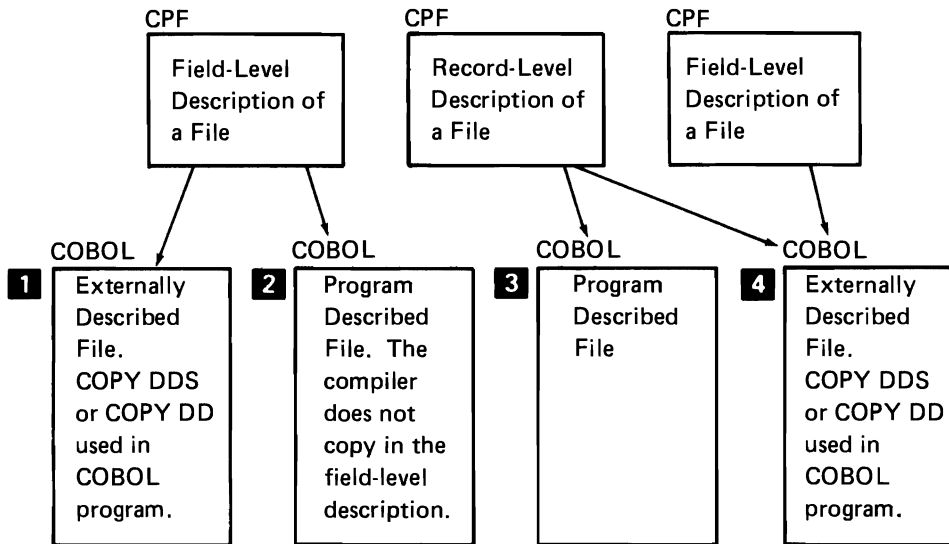 CPF
Field-Level
Description of
a File
CPF
Record-Level
Description of
a File
CPF
Field-Level
Description of
a File
COBOL
1
Externally
Described
File.
COPY DDS
or COPY DD
used in
COBOL
program.
COBOL
2
Program
Described
File. The
compiler
does not
copy in the
field-level
description.
COBOL
3
Program
Described
File
COBOL
4
Externally
Described
File.
COPY DDS
or COPY DD
used in
COBOL
program.